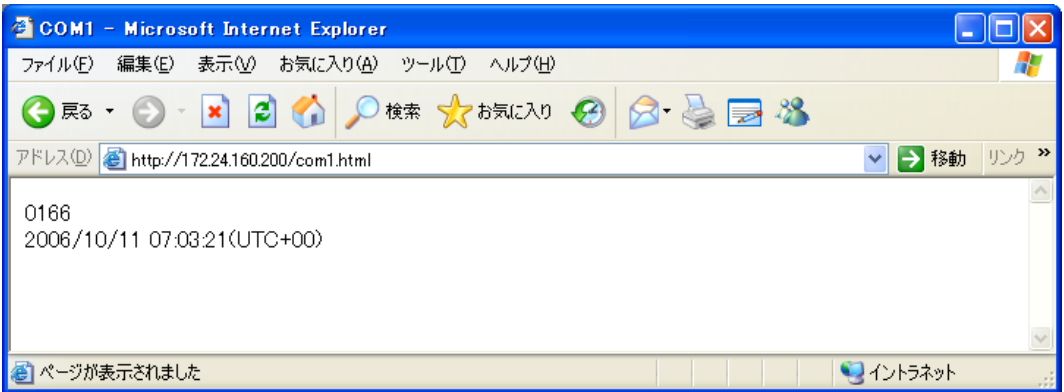 COM1 - Microsoft Internet Explorer
ファイル(F) 編集(E) 表示(V) お気に入り(A) ツール(T) ヘルプ(H)
戻る 検索 お気に入り
アドレス(D) http://172.24.160.200/com1.html 移動 リンク »
0166
2006/10/11 07:03:21(UTC+00)
ページが表示されました イントラネット